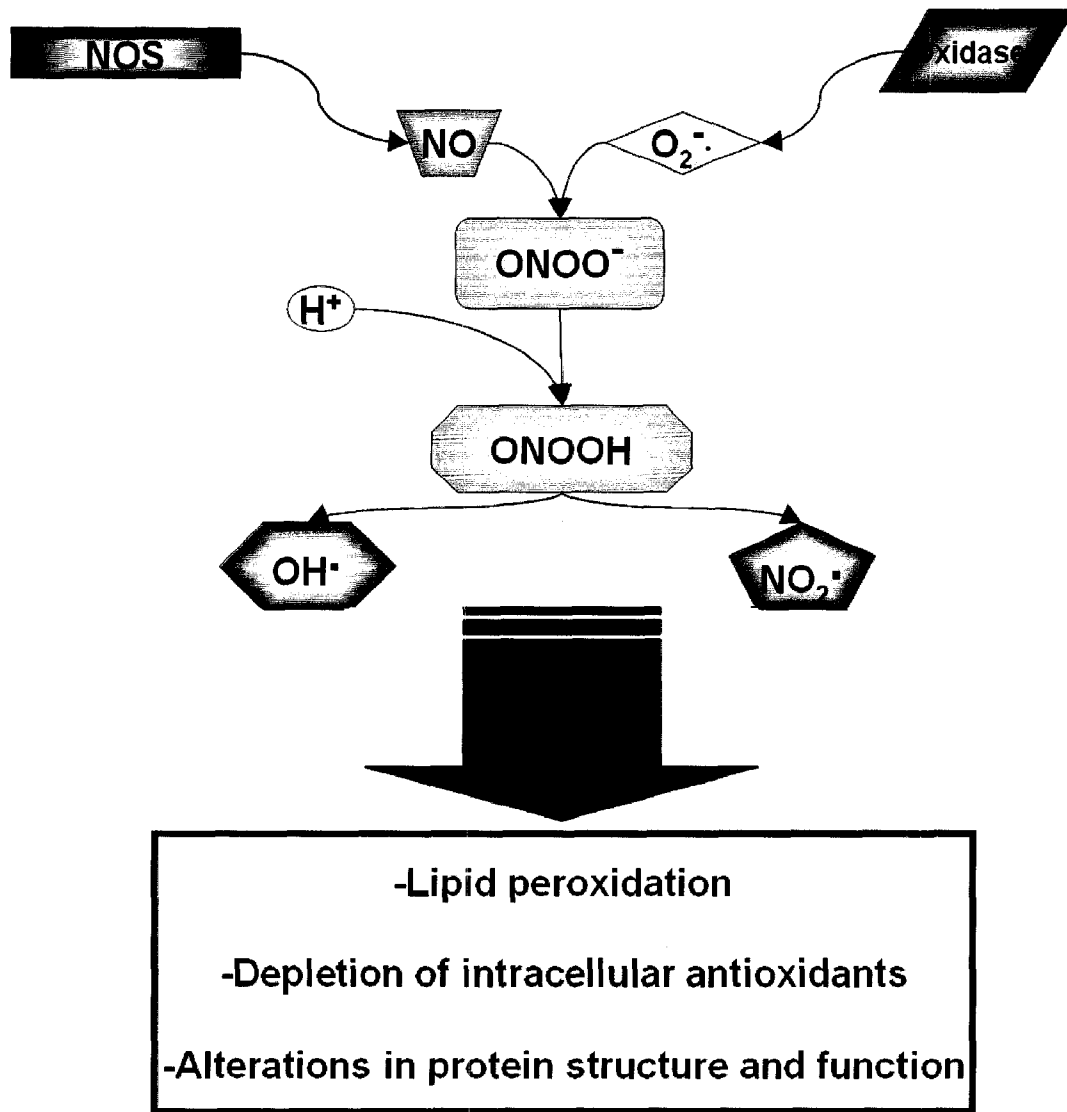 NOS
xidase
NO
O₂⁻·
ONOO⁻
H⁺
ONOOH
OH·
NO₂·
-Lipid peroxidation
-Depletion of intracellular antioxidants
-Alterations in protein structure and function